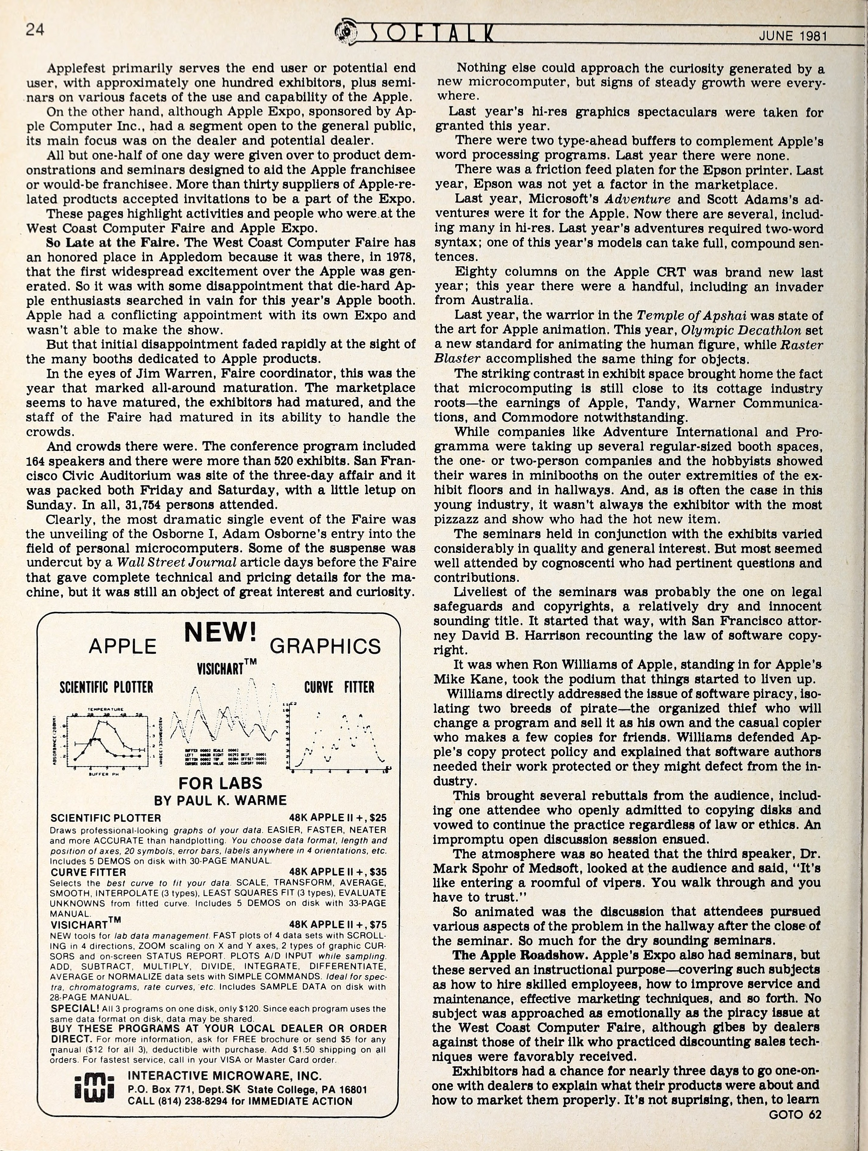 24
SOFTALK
JUNE 1981
Applefest primarily serves the end user or potential end
user, with approximately one hundred exhibitors, plus semi-
nars on various facets of the use and capability of the Apple.
On the other hand, although Apple Expo, sponsored by Ap-
ple Computer Inc., had a segment open to the general public,
its main focus was on the dealer and potential dealer.
All but one-half of one day were given over to product dem-
onstrations and seminars designed to aid the Apple franchisee
or would-be franchisee. More than thirty suppliers of Apple-re-
lated products accepted invitations to be a part of the Expo.
These pages highlight activities and people who were at the
West Coast Computer Faire and Apple Expo.
So Late at the Faire. The West Coast Computer Faire has
an honored place in Appledom because it was there, in 1978,
that the first widespread excitement over the Apple was gen-
erated. So it was with some disappointment that die-hard Ap-
ple enthusiasts searched in vain for this year's Apple booth.
Apple had a conflicting appointment with its own Expo and
wasn't able to make the show.
But that initial disappointment faded rapidly at the sight of
the many booths dedicated to Apple products.
In the eyes of Jim Warren, Faire coordinator, this was the
year that marked all-around maturation. The marketplace
seems to have matured, the exhibitors had matured, and the
staff of the Faire had matured in its ability to handle the
crowds.
And crowds there were. The conference program included
164 speakers and there were more than 520 exhibits. San Fran-
cisco Civic Auditorium was site of the three-day affair and it
was packed both Friday and Saturday, with a little letup on
Sunday. In all, 31,754 persons attended.
Clearly, the most dramatic single event of the Faire was
the unveiling of the Osborne I, Adam Osborne's entry into the
field of personal microcomputers. Some of the suspense was
undercut by a Wall Street Journal article days before the Faire
that gave complete technical and pricing details for the ma-
chine, but it was still an object of great interest and curiosity.
NEW!
APPLE GRAPHICS
VISICHART™
SCIENTIFIC PLOTTER CURVE FITTER
TEMPERATURE
BUFFER PH
FOR LABS
BY PAUL K. WARME
SCIENTIFIC PLOTTER 48K APPLE II +, $25
Draws professional-looking graphs of your data. EASIER, FASTER, NEATER
and more ACCURATE than handplotting. You choose data format, length and
position of axes, 20 symbols, error bars, labels anywhere in 4 orientations, etc.
Includes 5 DEMOS on disk with 30-PAGE MANUAL.
CURVE FITTER 48K APPLE II +, $35
Selects the best curve to fit your data. SCALE, TRANSFORM, AVERAGE,
SMOOTH, INTERPOLATE (3 types), LEAST SQUARES FIT (3 types), EVALUATE
UNKNOWNS from fitted curve. Includes 5 DEMOS on disk with 33-PAGE
MANUAL.
VISICHART™ 48K APPLE II +, $75
NEW tools for lab data management. FAST plots of 4 data sets with SCROLL-
ING in 4 directions, ZOOM scaling on X and Y axes, 2 types of graphic CUR-
SORS and on-screen STATUS REPORT. PLOTS A/D INPUT while sampling.
ADD, SUBTRACT, MULTIPLY, DIVIDE, INTEGRATE, DIFFERENTIATE,
AVERAGE or NORMALIZE data sets with SIMPLE COMMANDS. Ideal for spec-
tra, chromatograms, rate curves, etc. Includes SAMPLE DATA on disk with
28-PAGE MANUAL.
SPECIAL! All 3 programs on one disk, only $120. Since each program uses the
same data format on disk, data may be shared.
BUY THESE PROGRAMS AT YOUR LOCAL DEALER OR ORDER
DIRECT. For more information, ask for FREE brochure or send $5 for any
manual ($12 for all 3), deductible with purchase. Add $1.50 shipping on all
orders. For fastest service, call in your VISA or Master Card order.
INTERACTIVE MICROWARE, INC.
P.O. Box 771, Dept. SK State College, PA 16801
CALL (814) 238-8294 for IMMEDIATE ACTION
Nothing else could approach the curiosity generated by a
new microcomputer, but signs of steady growth were every-
where.
Last year's hi-res graphics spectaculars were taken for
granted this year.
There were two type-ahead buffers to complement Apple's
word processing programs. Last year there were none.
There was a friction feed platen for the Epson printer. Last
year, Epson was not yet a factor in the marketplace.
Last year, Microsoft's Adventure and Scott Adams's ad-
ventures were it for the Apple. Now there are several, includ-
ing many in hi-res. Last year's adventures required two-word
syntax; one of this year's models can take full, compound sen-
tences.
Eighty columns on the Apple CRT was brand new last
year; this year there were a handful, including an invader
from Australia.
Last year, the warrior in the Temple of Apshai was state of
the art for Apple animation. This year, Olympic Decathlon set
a new standard for animating the human figure, while Raster
Blaster accomplished the same thing for objects.
The striking contrast in exhibit space brought home the fact
that microcomputing is still close to its cottage industry
roots—the earnings of Apple, Tandy, Warner Communica-
tions, and Commodore notwithstanding.
While companies like Adventure International and Pro-
gramma were taking up several regular-sized booth spaces,
the one- or two-person companies and the hobbyists showed
their wares in minibooths on the outer extremities of the ex-
hibit floors and in hallways. And, as is often the case in this
young industry, it wasn't always the exhibitor with the most
pizzazz and show who had the hot new item.
The seminars held in conjunction with the exhibits varied
considerably in quality and general interest. But most seemed
well attended by cognoscenti who had pertinent questions and
contributions.
Liveliest of the seminars was probably the one on legal
safeguards and copyrights, a relatively dry and innocent
sounding title. It started that way, with San Francisco attor-
ney David B. Harrison recounting the law of software copy-
right.
It was when Ron Williams of Apple, standing in for Apple's
Mike Kane, took the podium that things started to liven up.
Williams directly addressed the issue of software piracy, iso-
lating two breeds of pirate—the organized thief who will
change a program and sell it as his own and the casual copier
who makes a few copies for friends. Williams defended Ap-
ple's copy protect policy and explained that software authors
needed their work protected or they might defect from the in-
dustry.
This brought several rebuttals from the audience, includ-
ing one attendee who openly admitted to copying disks and
vowed to continue the practice regardless of law or ethics. An
impromptu open discussion session ensued.
The atmosphere was so heated that the third speaker, Dr.
Mark Spohr of Medsoft, looked at the audience and said, "It's
like entering a roomful of vipers. You walk through and you
have to trust."
So animated was the discussion that attendees pursued
various aspects of the problem in the hallway after the close of
the seminar. So much for the dry sounding seminars.
The Apple Roadshow. Apple's Expo also had seminars, but
these served an instructional purpose—covering such subjects
as how to hire skilled employees, how to improve service and
maintenance, effective marketing techniques, and so forth. No
subject was approached as emotionally as the piracy issue at
the West Coast Computer Faire, although gibes by dealers
against those of their ilk who practiced discounting sales tech-
niques were favorably received.
Exhibitors had a chance for nearly three days to go one-on-
one with dealers to explain what their products were about and
how to market them properly. It's not suprising, then, to learn
GOTO 62